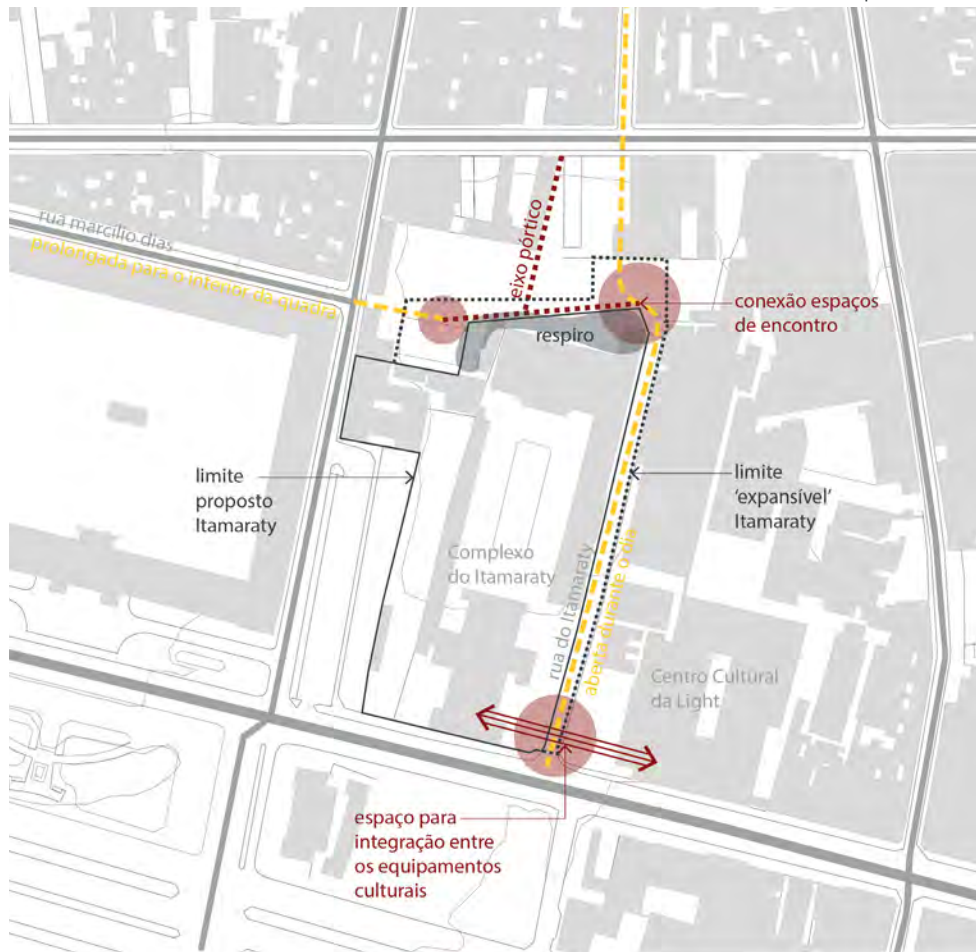 rua marcílio dias
prolongada para o interior da quadra
eixo pórtico
conexão espaços
de encontro
respiro
limite
proposto
Itamaraty
limite
'expansível'
Itamaraty
Complexo
do Itamaraty
rua do Itamaraty
aberta durante o dia
Centro Cultural
da Light
espaço para
integração entre
os equipamentos
culturais